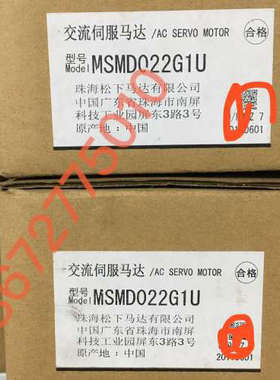 交流伺服马达 /AC SERVO MOTOR 合格
型号
Model MSMD022G1U
珠海松下马达有限公司
中国广东省珠海市南屏
科技工业园屏东3路3号
原产地：中国
交流伺服马达 /AC SERVO MOTOR 合格
型号
Model MSMD022G1U
珠海松下马达有限公司
中国广东省珠海市南屏
科技工业园屏东3路3号
原产地：中国